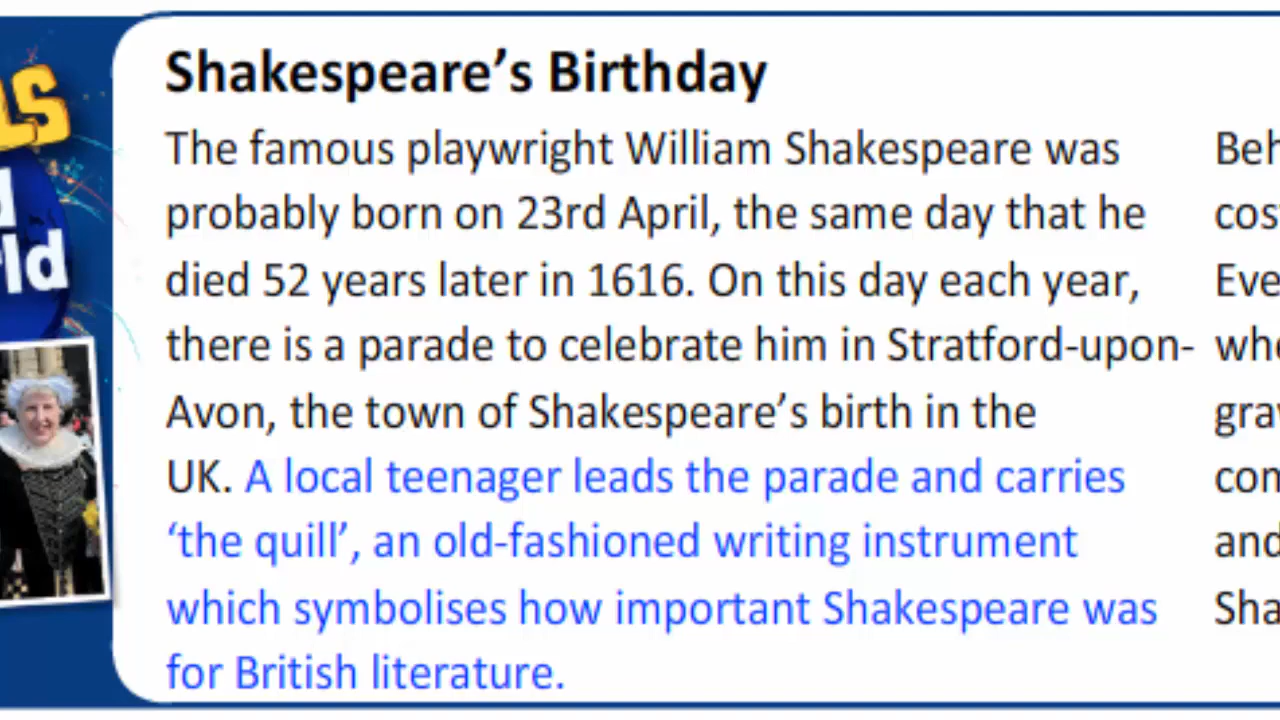 Shakespeare’s Birthday
The famous playwright William Shakespeare was
probably born on 23rd April, the same day that he
died 52 years later in 1616. On this day each year,
there is a parade to celebrate him in Stratford-upon-
Avon, the town of Shakespeare’s birth in the
UK. A local teenager leads the parade and carries
‘the quill’, an old-fashioned writing instrument
which symbolises how important Shakespeare was
for British literature.
and